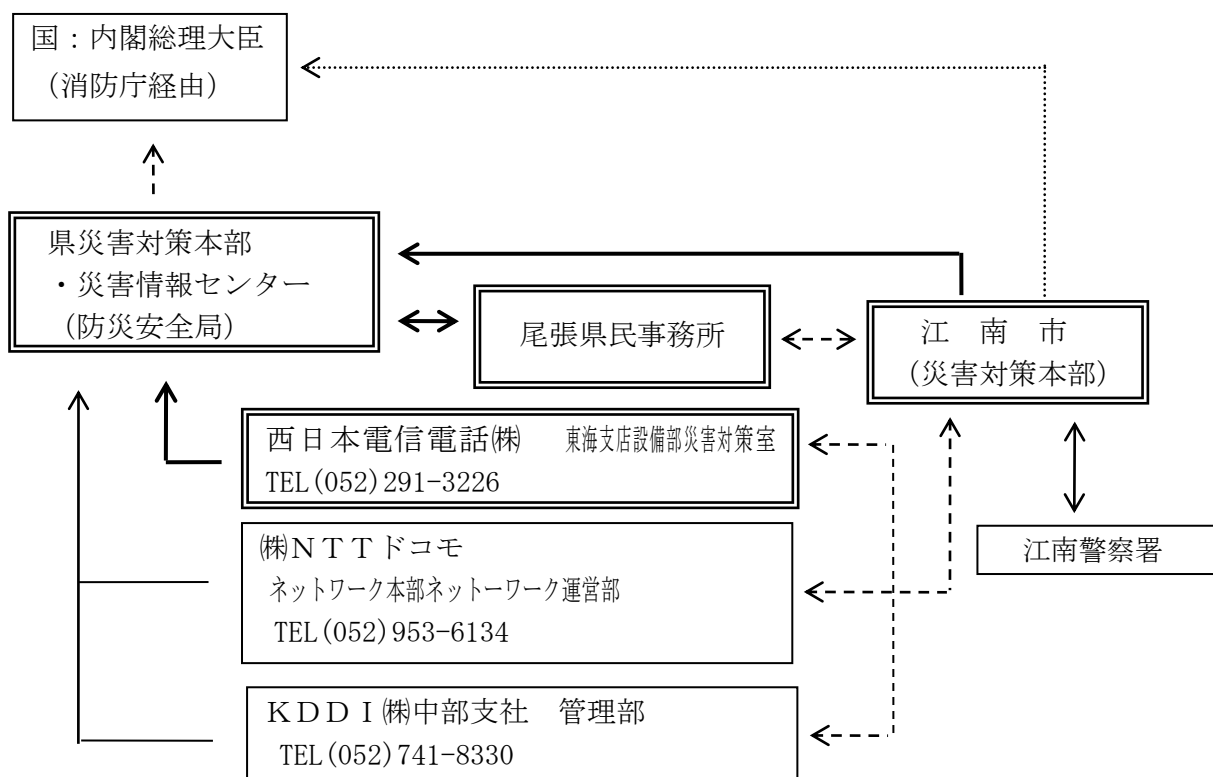 国：内閣総理大臣
（消防庁経由）
県災害対策本部
・災害情報センター
（防災安全局）
尾張県民事務所
江　南　市
（災害対策本部）
西日本電信電話㈱　東海支店設備部災害対策室
TEL(052)291-3226
㈱ＮＴＴドコモ
ネットワーク本部ネットーワーク運営部
TEL(052)953-6134
江南警察署
ＫＤＤＩ㈱中部支社　管理部
TEL(052)741-8330